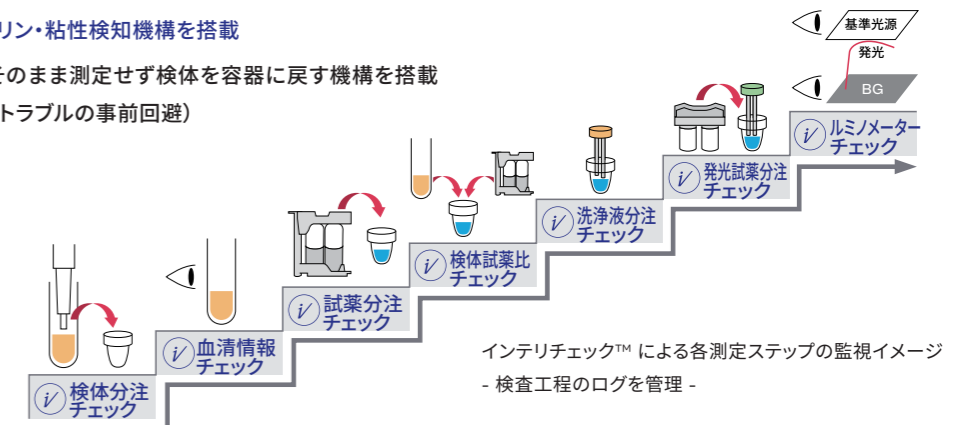 リン・粘性検知機構を搭載
そのまま測定せず検体を容器に戻す機構を搭載
トラブルの事前回避）
基準光源
発光
BG
i/ ルミノメーター
チェック
i/ 発光試薬分注
チェック
i/ 洗浄液分注
チェック
i/ 検体試薬比
チェック
i/ 試薬分注
チェック
i/ 血清情報
チェック
i/ 検体分注
チェック
インテリチェック™ による各測定ステップの監視イメージ
- 検査工程のログを管理 -